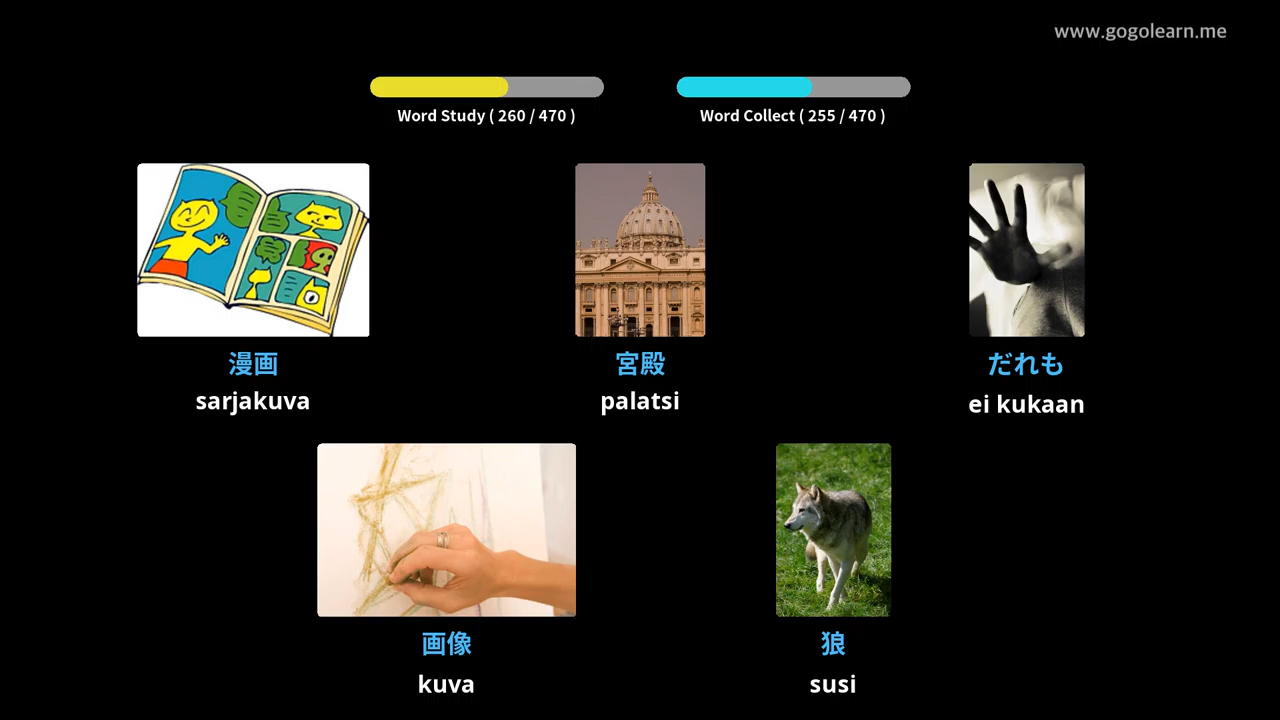 www.gogolearn.me
Word Study ( 260 / 470 )
Word Collect ( 255 / 470 )
漫画
sarjakuva
宮殿
palatsi
だれも
ei kukaan
画像
kuva
狼
susi